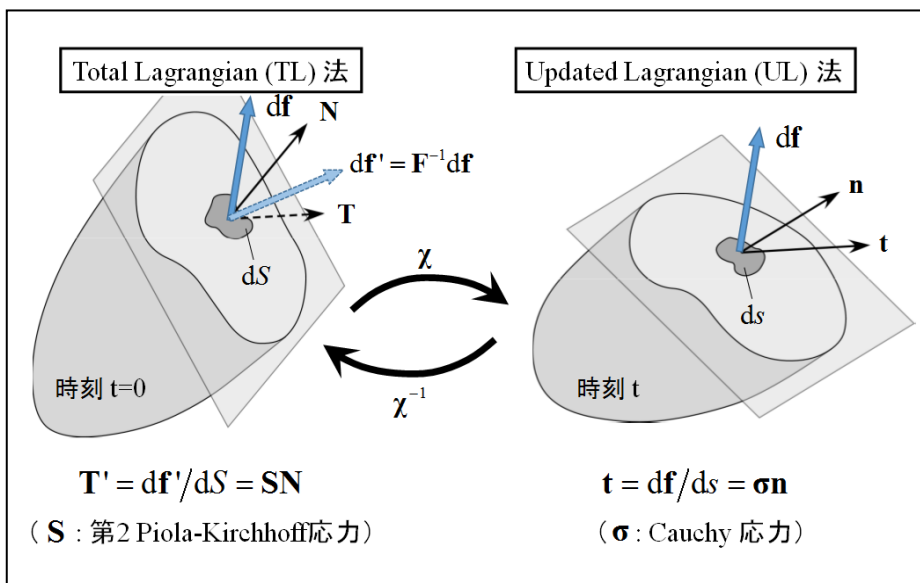 Total Lagrangian (TL) 法
df
N
df' = F⁻¹df
T
dS
時刻 t=0
T' = df'/dS = SN
( S : 第2 Piola-Kirchhoff応力)
χ
χ⁻¹
Updated Lagrangian (UL) 法
df
n
t
ds
時刻 t
t = df/ds = σn
( σ : Cauchy 応力)